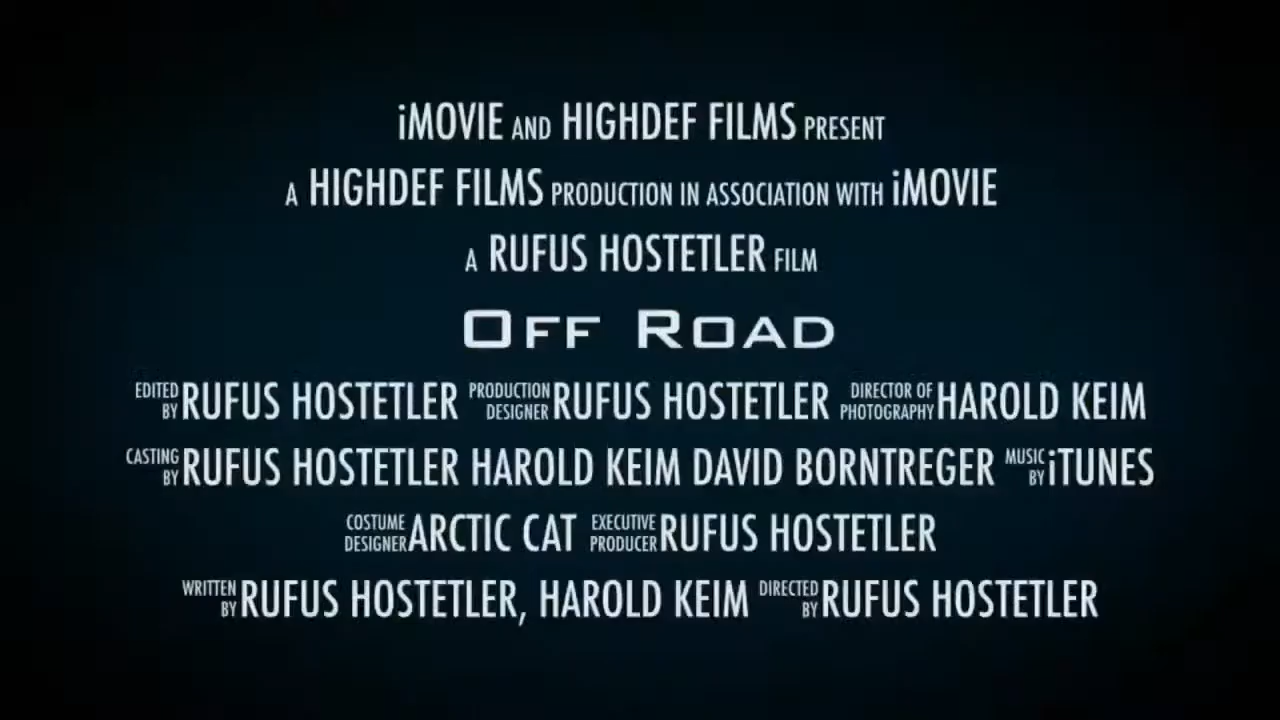 iMOVIE AND HIGHDEF FILMS PRESENT
A HIGHDEF FILMS PRODUCTION IN ASSOCIATION WITH iMOVIE
A RUFUS HOSTETLER FILM
OFF ROAD
EDITED BY RUFUS HOSTETLER PRODUCTION DESIGNER RUFUS HOSTETLER DIRECTOR OF PHOTOGRAPHY HAROLD KEIM
CASTING BY RUFUS HOSTETLER HAROLD KEIM DAVID BORNTREGER MUSIC BY iTUNES
COSTUME DESIGNER ARCTIC CAT EXECUTIVE PRODUCER RUFUS HOSTETLER
WRITTEN BY RUFUS HOSTETLER, HAROLD KEIM DIRECTED BY RUFUS HOSTETLER